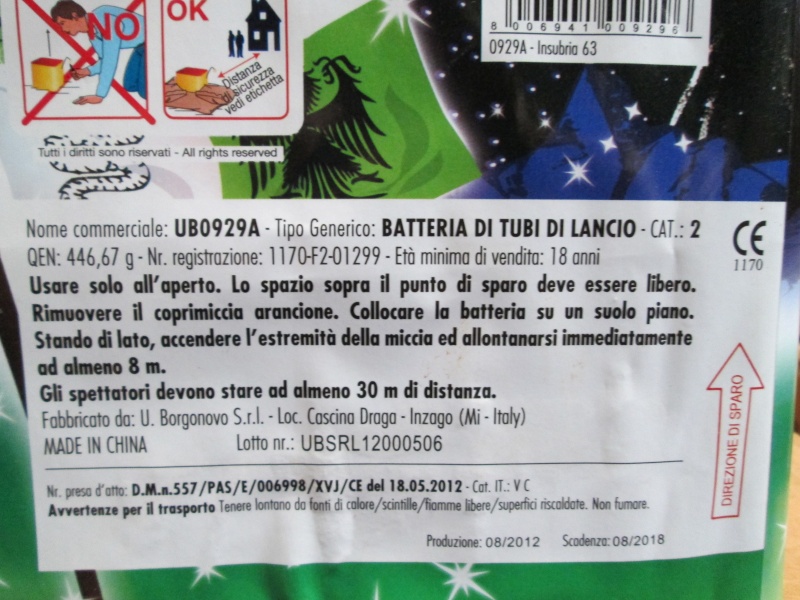 NO
OK
Distanza
di sicurezza
vedi etichetta
8 006941 009296
0929A - Insubria 63
Tutti i diritti sono riservati - All rights reserved
Nome commerciale: UB0929A - Tipo Generico: BATTERIA DI TUBI DI LANCIO - CAT.: 2
QEN: 446,67 g - Nr. registrazione: 1170-F2-01299 - Età minima di vendita: 18 anni
CE
1170
Usare solo all'aperto. Lo spazio sopra il punto di sparo deve essere libero.
Rimuovere il coprimiccia arancione. Collocare la batteria su un suolo piano.
Stando di lato, accendere l'estremità della miccia ed allontanarsi immediatamente
ad almeno 8 m.
Gli spettatori devono stare ad almeno 30 m di distanza.
Fabbricato da: U. Borgonovo S.r.l. - Loc. Cascina Draga - Inzago (Mi - Italy)
MADE IN CHINA Lotto nr.: UBSRL12000506
DIREZIONE DI SPARO
Nr. presa d'atto: D.M.n.557/PAS/E/006998/XVJ/CE del 18.05.2012 - Cat. IT.: V C
Avvertenze per il trasporto Tenere lontano da fonti di calore/scintille/fiamme libere/superfici riscaldate. Non fumare.
Produzione: 08/2012 Scadenza: 08/2018